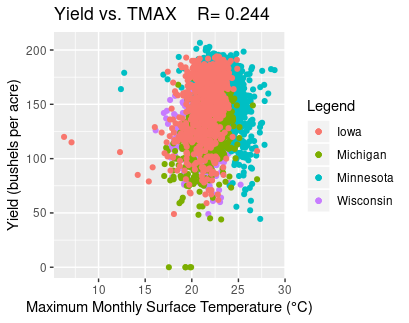 Yield vs. TMAX    R= 0.244
Yield (bushels per acre)
200
150
100
50
0
10 15 20 25 30
Maximum Monthly Surface Temperature (°C)
Legend
Iowa
Michigan
Minnesota
Wisconsin